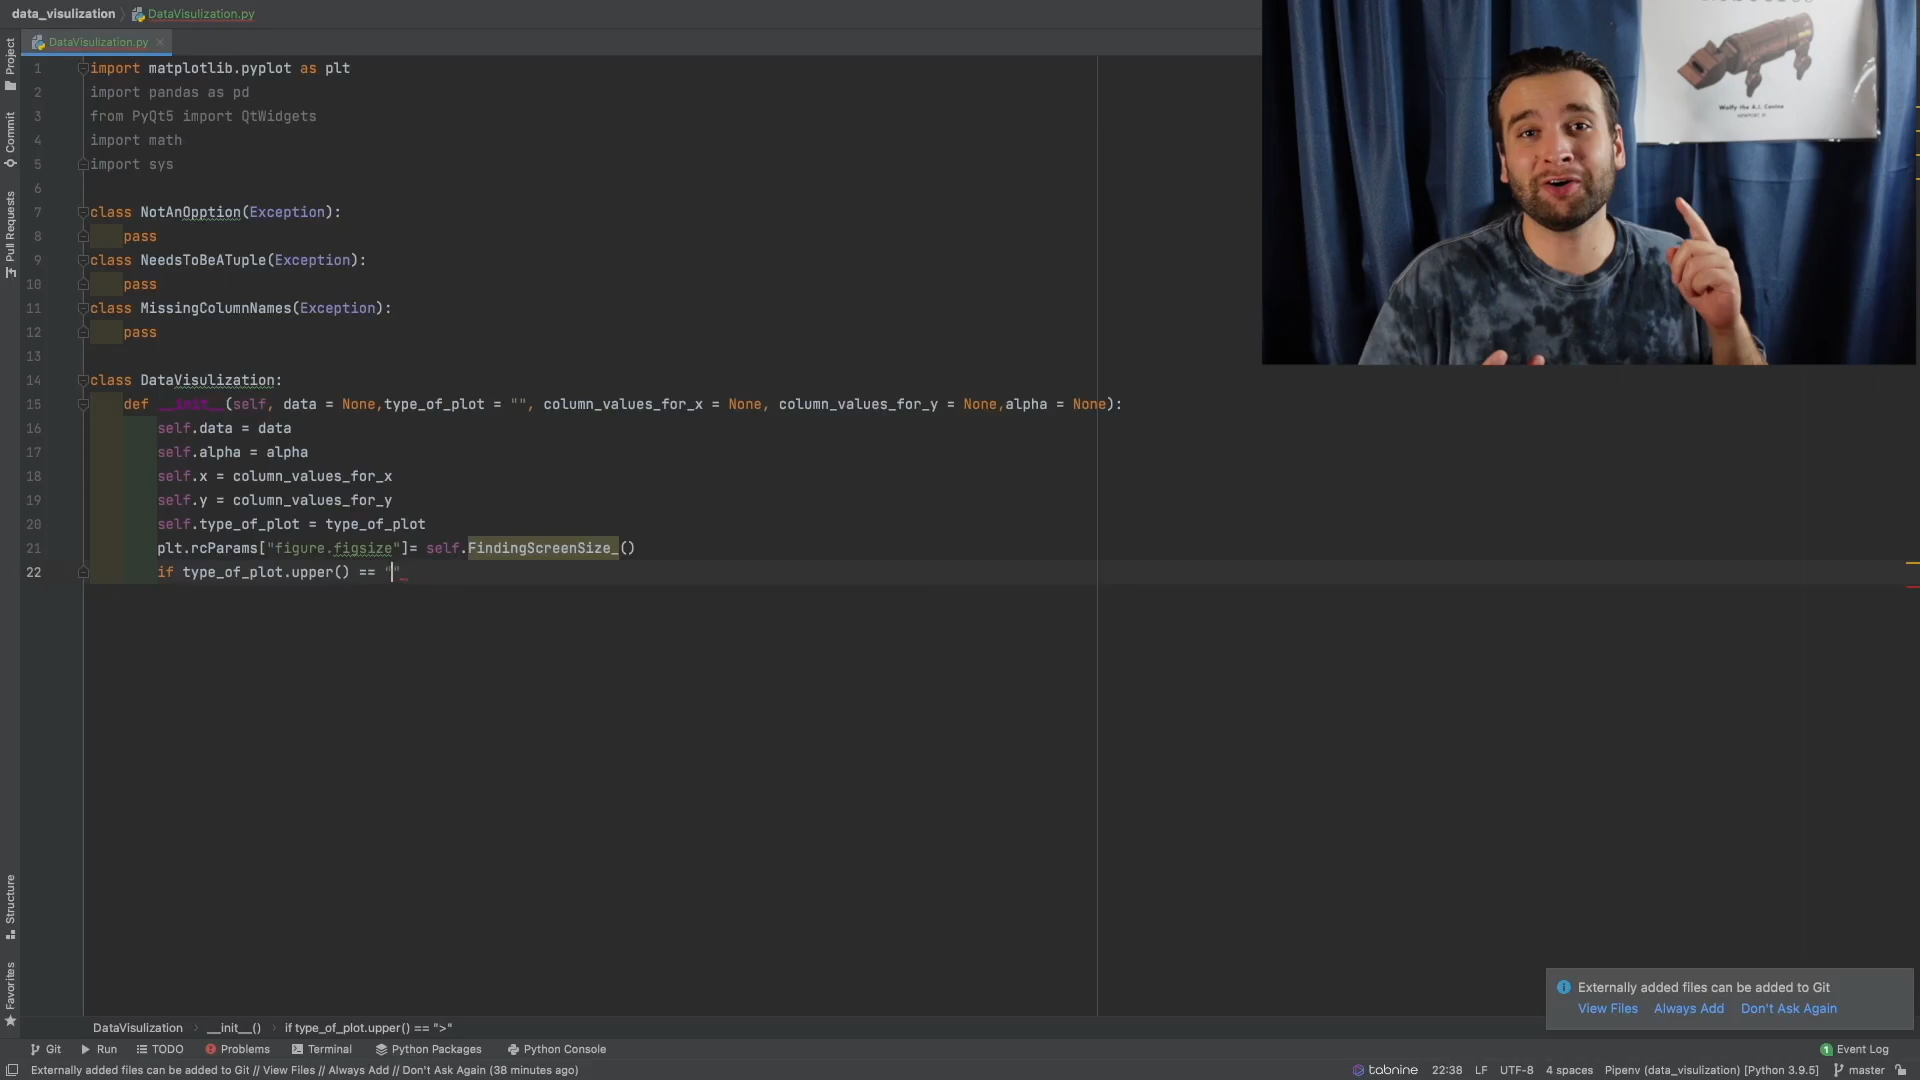 data_visulization
DataVisulization.py
DataVisulization.py
Project
Commit
Pull Requests
Structure
Favorites
1 import matplotlib.pyplot as plt
2 import pandas as pd
3 from PyQt5 import QtWidgets
4 import math
5 import sys
6
7 class NotAnOpption(Exception):
8 pass
9 class NeedsToBeATuple(Exception):
10 pass
11 class MissingColumnNames(Exception):
12 pass
13
14 class DataVisulization:
15 def __init__(self, data = None,type_of_plot = "", column_values_for_x = None, column_values_for_y = None,alpha = None):
16 self.data = data
17 self.alpha = alpha
18 self.x = column_values_for_x
19 self.y = column_values_for_y
20 self.type_of_plot = type_of_plot
21 plt.rcParams["figure.figsize"]= self.FindingScreenSize_()
22 if type_of_plot.upper() == ""
Wolfy the A.I. Canine
Externally added files can be added to Git
View Files Always Add Don't Ask Again
DataVisulization __init__() if type_of_plot.upper() == ">"
Git Run TODO Problems Terminal Python Packages Python Console 1 Event Log
Externally added files can be added to Git // View Files // Always Add // Don't Ask Again (38 minutes ago) tabnine 22:38 LF UTF-8 4 spaces Pipenv (data_visulization) [Python 3.9.5] master